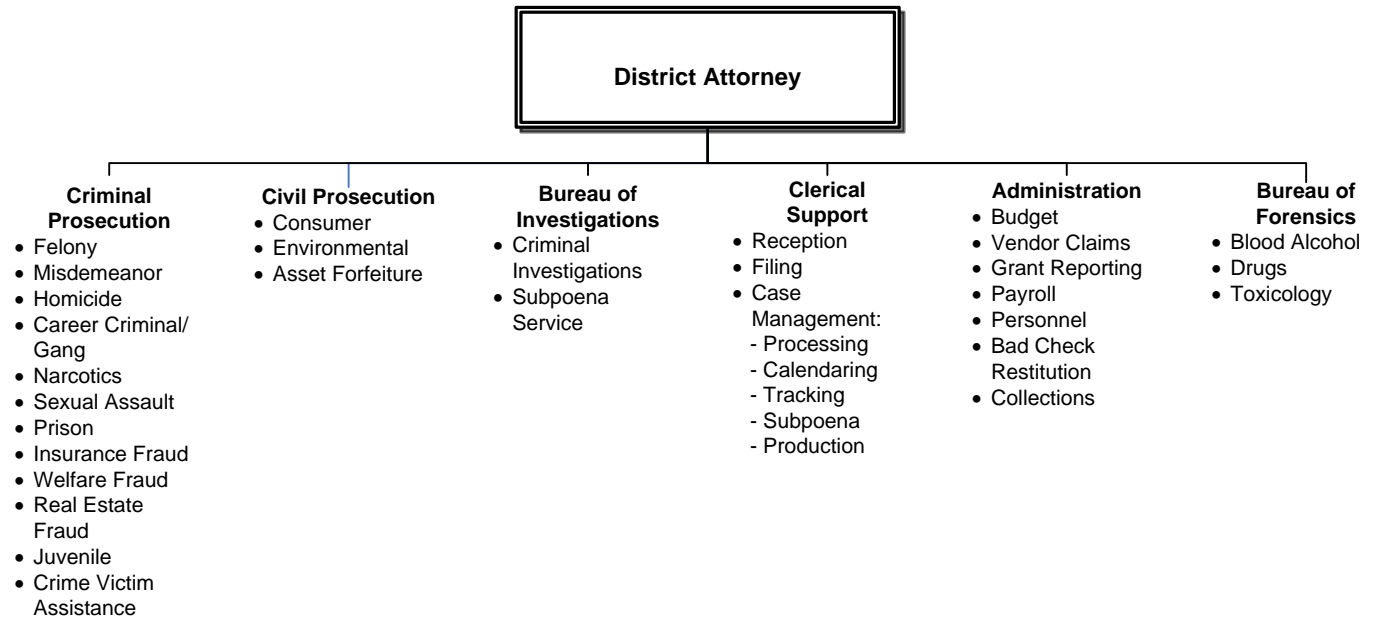 District Attorney
Criminal
Prosecution
• Felony
• Misdemeanor
• Homicide
• Career Criminal/
Gang
• Narcotics
• Sexual Assault
• Prison
• Insurance Fraud
• Welfare Fraud
• Real Estate
Fraud
• Juvenile
• Crime Victim
Assistance
Civil Prosecution
• Consumer
• Environmental
• Asset Forfeiture
Bureau of
Investigations
• Criminal
Investigations
• Subpoena
Service
Clerical
Support
• Reception
• Filing
• Case
Management:
- Processing
- Calendaring
- Tracking
- Subpoena
- Production
Administration
• Budget
• Vendor Claims
• Grant Reporting
• Payroll
• Personnel
• Bad Check
Restitution
• Collections
Bureau of
Forensics
• Blood Alcohol
• Drugs
• Toxicology